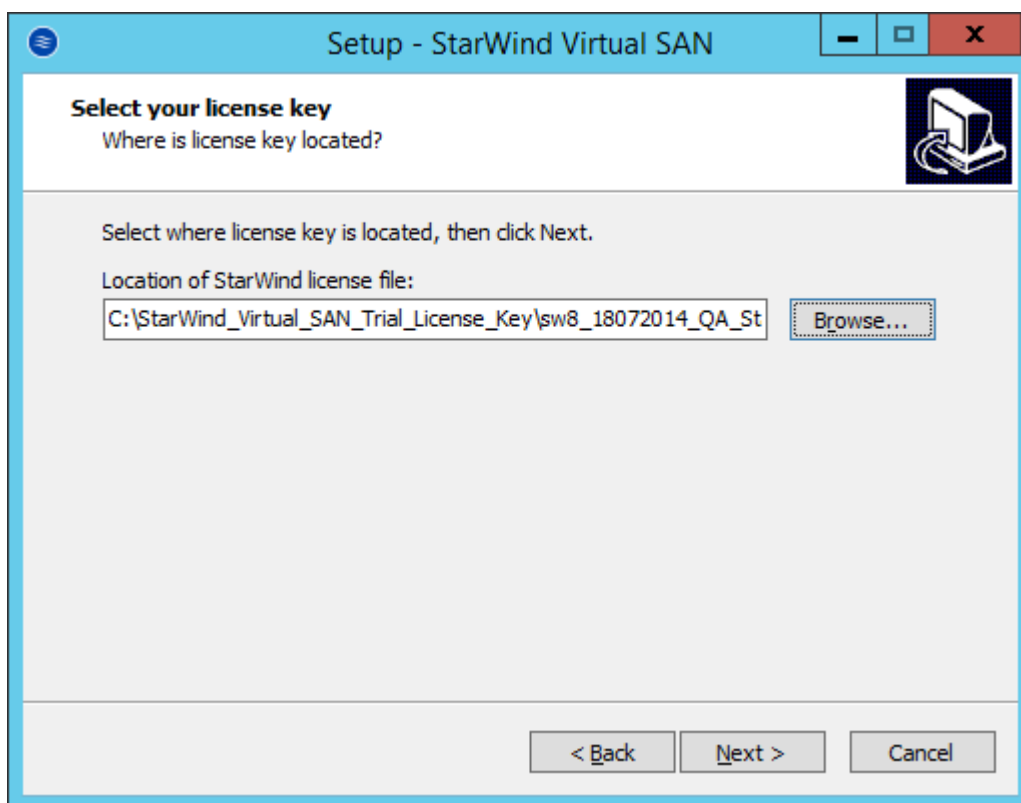 Setup - StarWind Virtual SAN
Select your license key
Where is license key located?
Select where license key is located, then click Next.
Location of StarWind license file:
C:\StarWind_Virtual_SAN_Trial_License_Key\sw8_18072014_QA_St
Browse...
< Back
Next >
Cancel